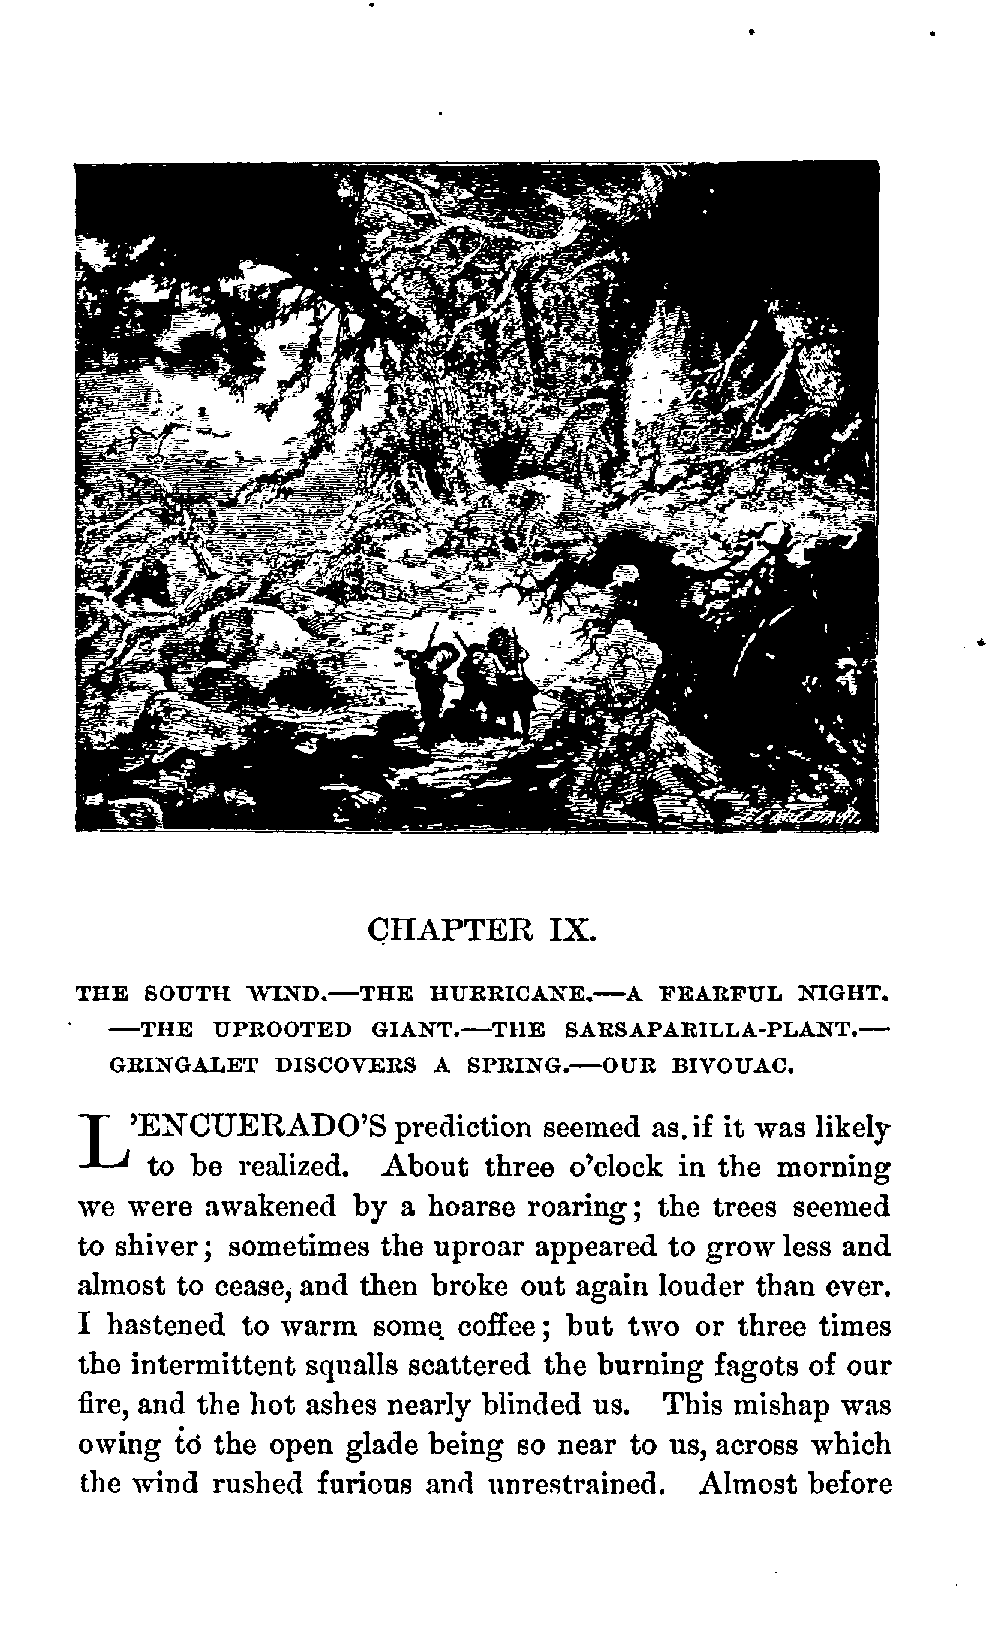 CHAPTER IX.
THE SOUTH WIND.—THE HURRICANE.—A FEARFUL NIGHT.
—THE UPROOTED GIANT.—THE SARSAPARILLA-PLANT.—
GRINGALET DISCOVERS A SPRING.—OUR BIVOUAC.
L'ENCUERADO'S prediction seemed as if it was likely
to be realized. About three o'clock in the morning
we were awakened by a hoarse roaring; the trees seemed
to shiver; sometimes the uproar appeared to grow less and
almost to cease, and then broke out again louder than ever.
I hastened to warm some coffee; but two or three times
the intermittent squalls scattered the burning fagots of our
fire, and the hot ashes nearly blinded us. This mishap was
owing to the open glade being so near to us, across which
the wind rushed furious and unrestrained. Almost before